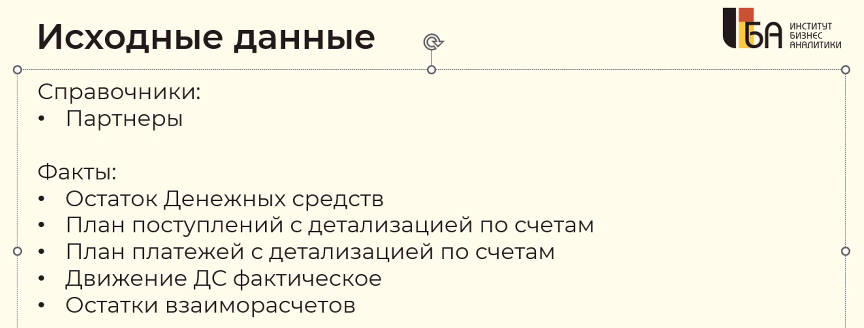 Исходные данные
БА
ИНСТИТУТ
БИЗНЕС
АНАЛИТИКИ
Справочники:
• Партнеры
Факты:
• Остаток Денежных средств
• План поступлений с детализацией по счетам
• План платежей с детализацией по счетам
• Движение ДС фактическое
• Остатки взаиморасчетов